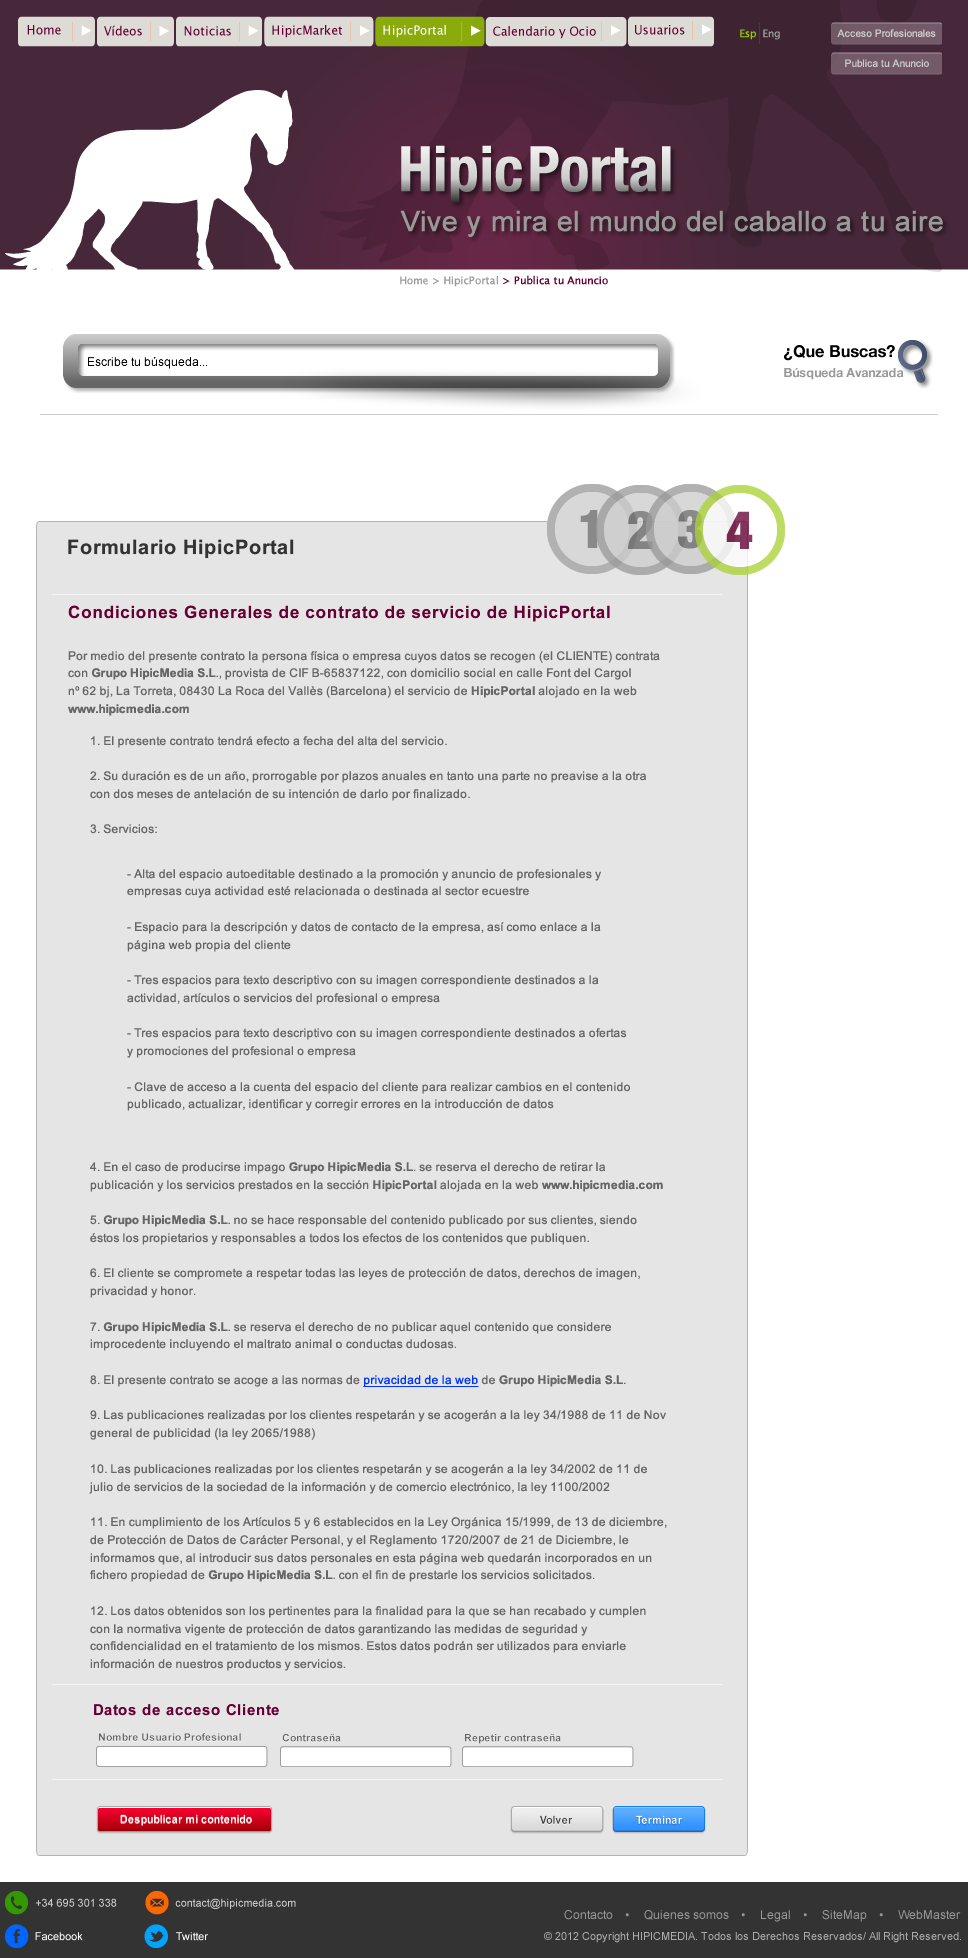 Home
Vídeos
Noticias
HipicMarket
HipicPortal
Calendario y Ocio
Usuarios
Esp
Eng
Acceso Profesionales
Publica tu Anuncio
HipicPortal
Vive y mira el mundo del caballo a tu aire
Home > HipicPortal > Publica tu Anuncio
Escribe tu búsqueda...
¿Que Buscas?
Búsqueda Avanzada
1 2 3 4
Formulario HipicPortal
Condiciones Generales de contrato de servicio de HipicPortal
Por medio del presente contrato la persona física o empresa cuyos datos se recogen (el CLIENTE) contrata
con Grupo HipicMedia S.L., provista de CIF B-65837122, con domicilio social en calle Font del Cargol
nº 62 bj, La Torreta, 08430 La Roca del Vallès (Barcelona) el servicio de HipicPortal alojado en la web
www.hipicmedia.com
1. El presente contrato tendrá efecto a fecha del alta del servicio.
2. Su duración es de un año, prorrogable por plazos anuales en tanto una parte no preavise a la otra
con dos meses de antelación de su intención de darlo por finalizado.
3. Servicios:
- Alta del espacio autoeditable destinado a la promoción y anuncio de profesionales y
empresas cuya actividad esté relacionada o destinada al sector ecuestre
- Espacio para la descripción y datos de contacto de la empresa, así como enlace a la
página web propia del cliente
- Tres espacios para texto descriptivo con su imagen correspondiente destinados a la
actividad, artículos o servicios del profesional o empresa
- Tres espacios para texto descriptivo con su imagen correspondiente destinados a ofertas
y promociones del profesional o empresa
- Clave de acceso a la cuenta del espacio del cliente para realizar cambios en el contenido
publicado, actualizar, identificar y corregir errores en la introducción de datos
4. En el caso de producirse impago Grupo HipicMedia S.L. se reserva el derecho de retirar la
publicación y los servicios prestados en la sección HipicPortal alojada en la web www.hipicmedia.com
5. Grupo HipicMedia S.L. no se hace responsable del contenido publicado por sus clientes, siendo
éstos los propietarios y responsables a todos los efectos de los contenidos que publiquen.
6. El cliente se compromete a respetar todas las leyes de protección de datos, derechos de imagen,
privacidad y honor.
7. Grupo HipicMedia S.L. se reserva el derecho de no publicar aquel contenido que considere
improcedente incluyendo el maltrato animal o conductas dudosas.
8. El presente contrato se acoge a las normas de privacidad de la web de Grupo HipicMedia S.L.
9. Las publicaciones realizadas por los clientes respetarán y se acogerán a la ley 34/1988 de 11 de Nov
general de publicidad (la ley 2065/1988)
10. Las publicaciones realizadas por los clientes respetarán y se acogerán a la ley 34/2002 de 11 de
julio de servicios de la sociedad de la información y de comercio electrónico, la ley 1100/2002
11. En cumplimiento de los Artículos 5 y 6 establecidos en la Ley Orgánica 15/1999, de 13 de diciembre,
de Protección de Datos de Carácter Personal, y el Reglamento 1720/2007 de 21 de Diciembre, le
informamos que, al introducir sus datos personales en esta página web quedarán incorporados en un
fichero propiedad de Grupo HipicMedia S.L. con el fin de prestarle los servicios solicitados.
12. Los datos obtenidos son los pertinentes para la finalidad para la que se han recabado y cumplen
con la normativa vigente de protección de datos garantizando las medidas de seguridad y
confidencialidad en el tratamiento de los mismos. Estos datos podrán ser utilizados para enviarle
información de nuestros productos y servicios.
Datos de acceso Cliente
Nombre Usuario Profesional
Contraseña
Repetir contraseña
Despublicar mi contenido
Volver
Terminar
+34 695 301 338
contact@hipicmedia.com
Facebook
Twitter
Contacto • Quienes somos • Legal • SiteMap • WebMaster
© 2012 Copyright HIPICMEDIA. Todos los Derechos Reservados/ All Right Reserved.